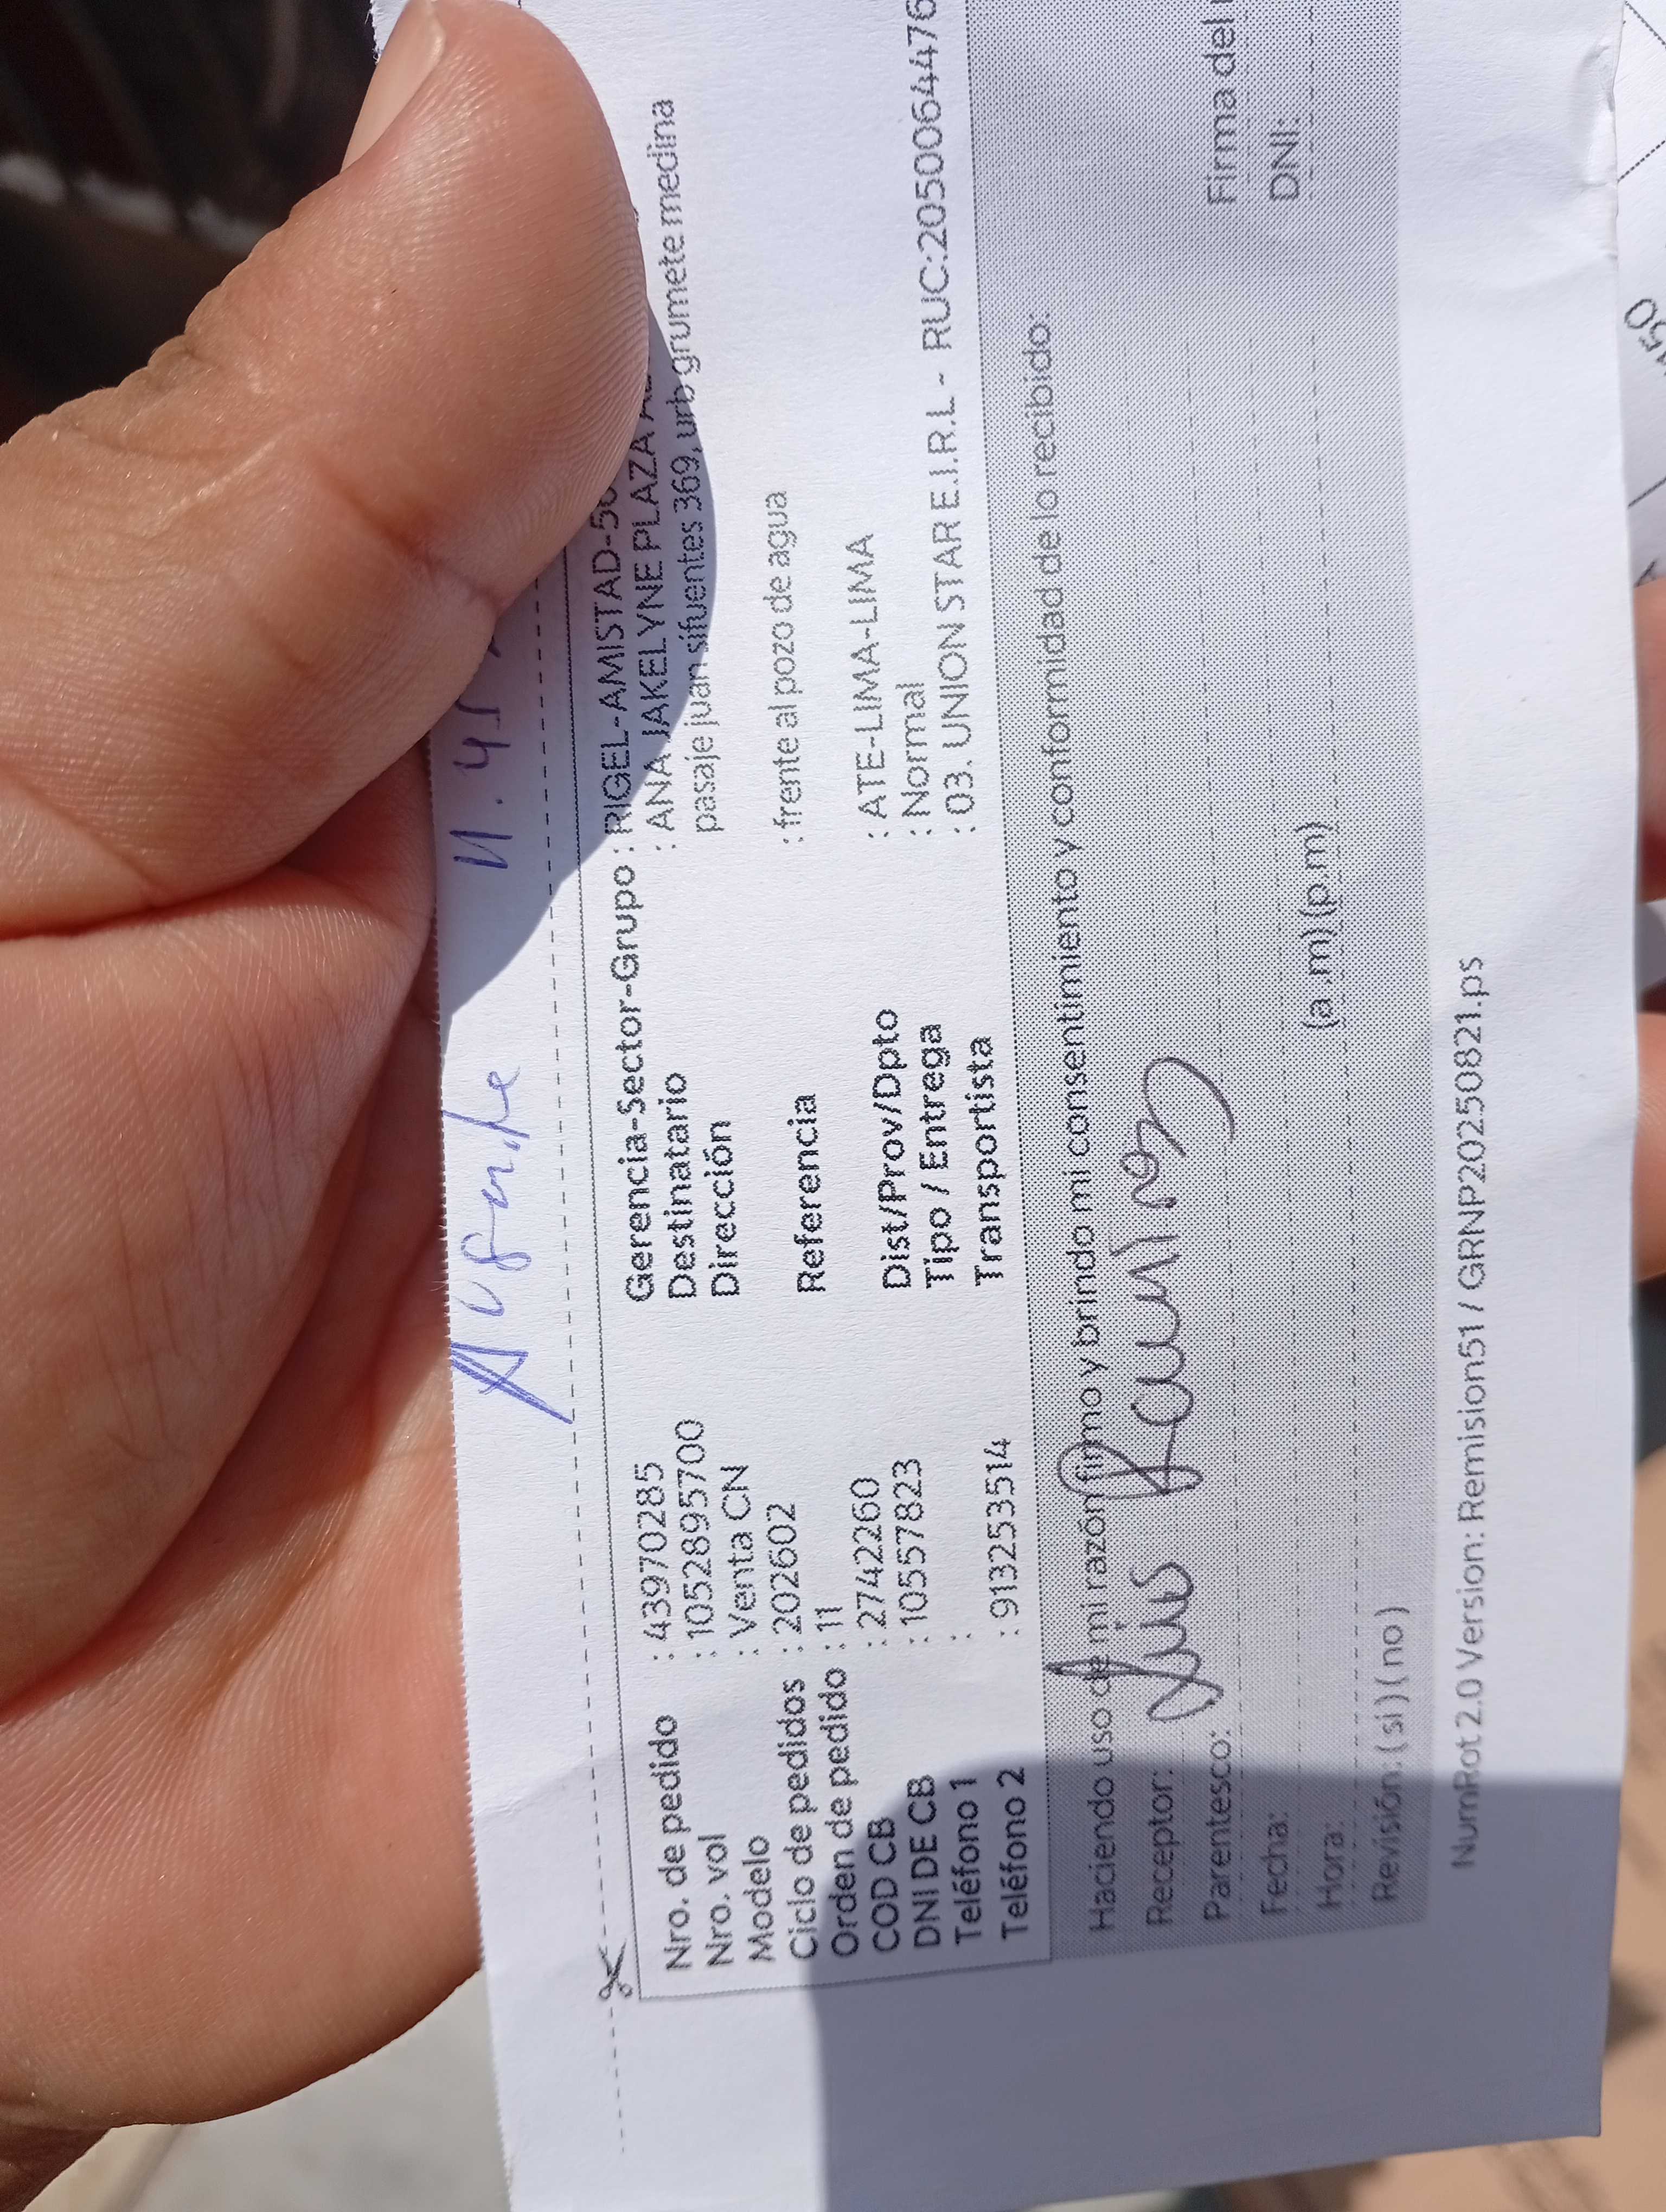 Nro. de pedido : 43970285
Nro. vol : 1052895700
Modelo : Venta CN
Ciclo de pedidos : 202602
Orden de pedido : 11
COD CB : 2742260
DNI DE CB : 10557823
Teléfono 1 :
Teléfono 2 : 913253514
Gerencia-Sector-Grupo : RIGEL-AMISTAD-
Destinatario : ANA JAKELYNE PLAZA
Dirección pasaje juan sifuentes 369, urb grumete medina
Referencia : frente al pozo de agua
Dist/Prov/Dpto : ATE-LIMA-LIMA
Tipo / Entrega : Normal
Transportista : 03. UNION STAR E.I.R.L - RUC:20500644476
Haciendo uso de mi razón firmo y brindo mi consentimiento y conformidad de lo recibido:
Receptor: Luis
Parentesco:
Fecha:
Hora: (a.m) (p.m)
Revisión: (si) (no)
Firma del
DNI:
NumRot 2.0 Version: Remision51 / GRNP20250821.ps
150